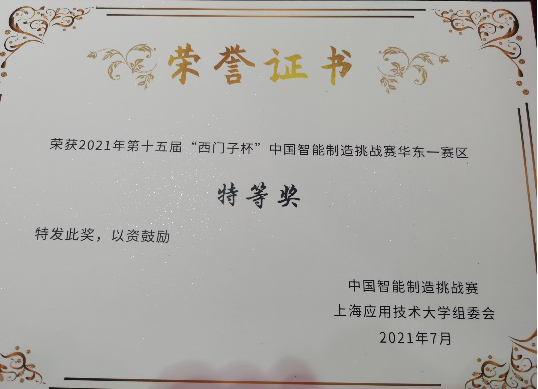 荣誉证书
荣获2021年第十五届“西门子杯”中国智能制造挑战赛华东一赛区
特等奖
特发此奖，以资鼓励
中国智能制造挑战赛
上海应用技术大学组委会
2021年7月